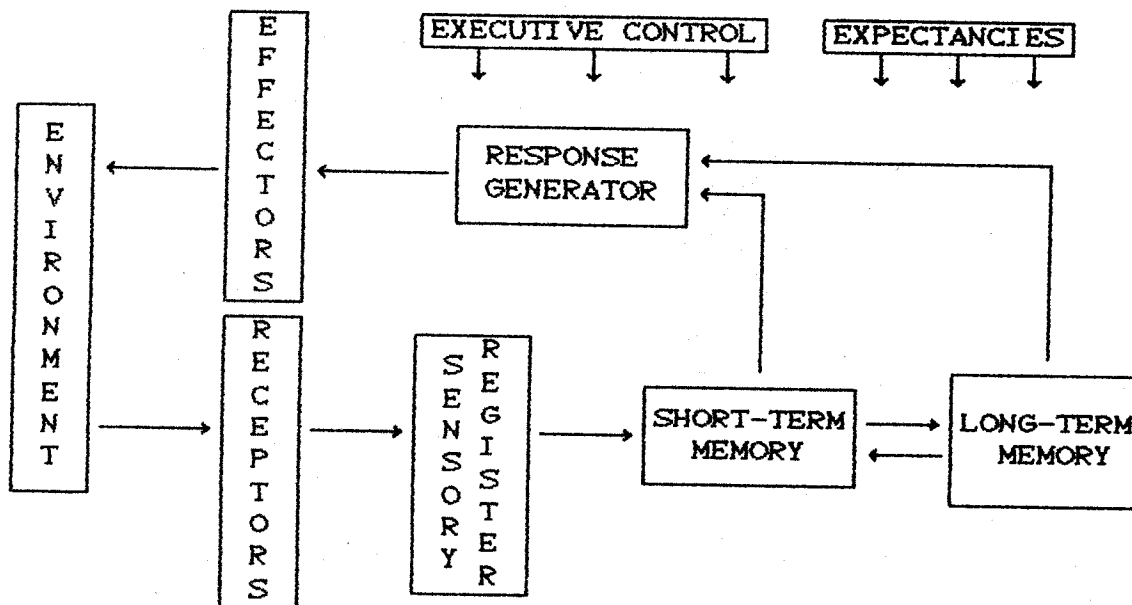 EFFECTORS
EXECUTIVE CONTROL
EXPECTANCIES
ENVIRONMENT
RESPONSE
GENERATOR
RECEPTORS
SENSORY
REGISTER
SHORT-TERM
MEMORY
LONG-TERM
MEMORY